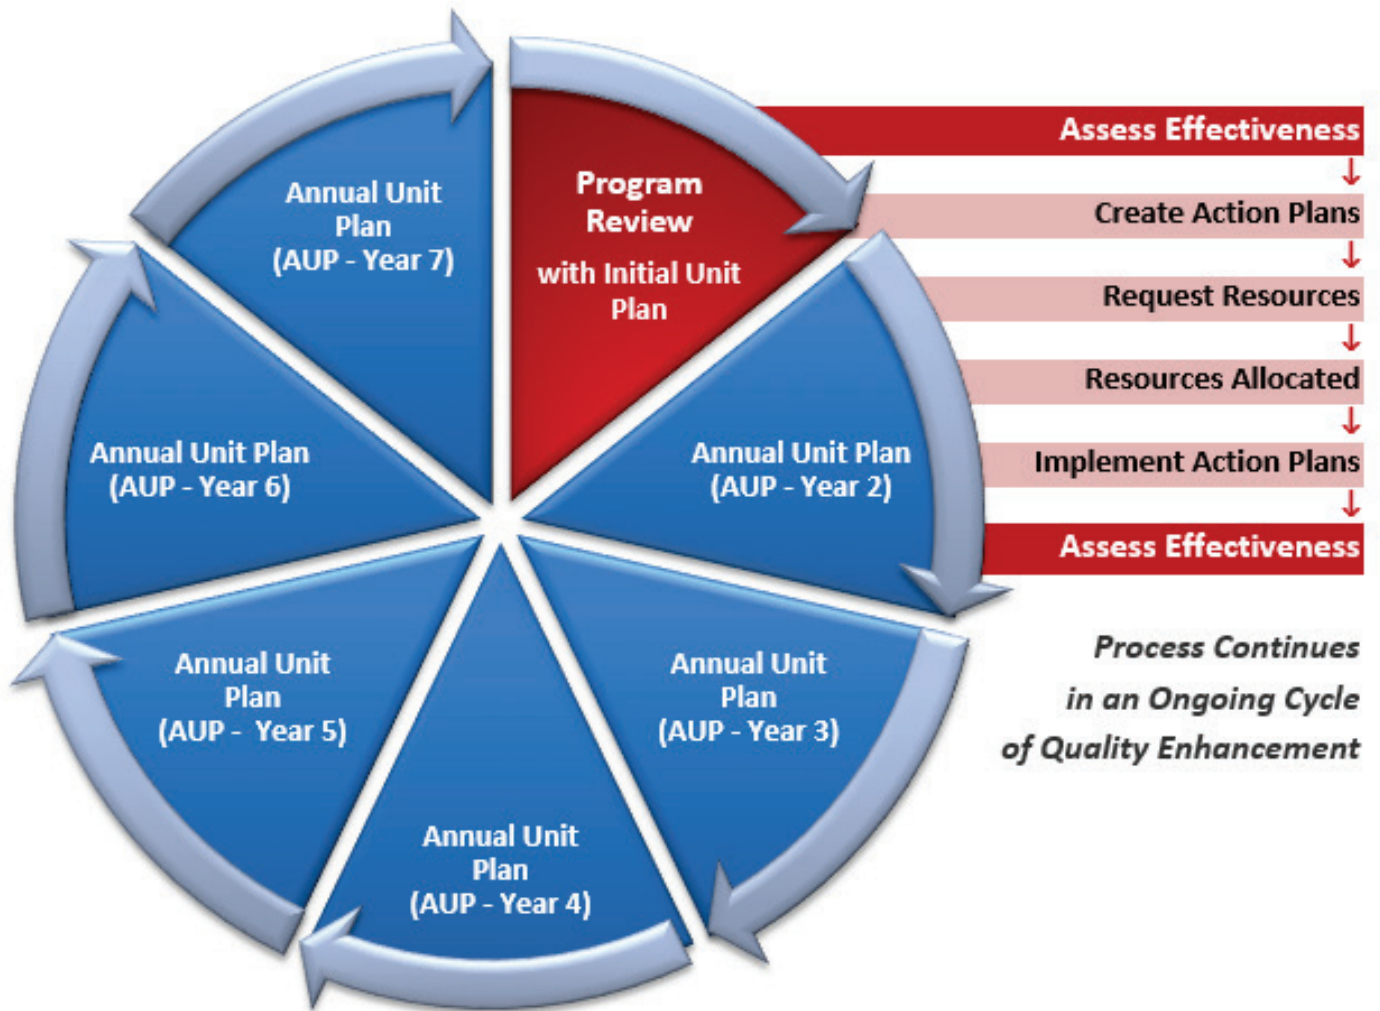 Program
Review
with Initial Unit
Plan
Annual Unit Plan
(AUP - Year 2)
Annual Unit
Plan
(AUP - Year 3)
Annual Unit
Plan
(AUP - Year 4)
Annual Unit
Plan
(AUP - Year 5)
Annual Unit Plan
(AUP - Year 6)
Annual Unit
Plan
(AUP - Year 7)
Assess Effectiveness
↓
Create Action Plans
↓
Request Resources
↓
Resources Allocated
↓
Implement Action Plans
↓
Assess Effectiveness
Process Continues
in an Ongoing Cycle
of Quality Enhancement